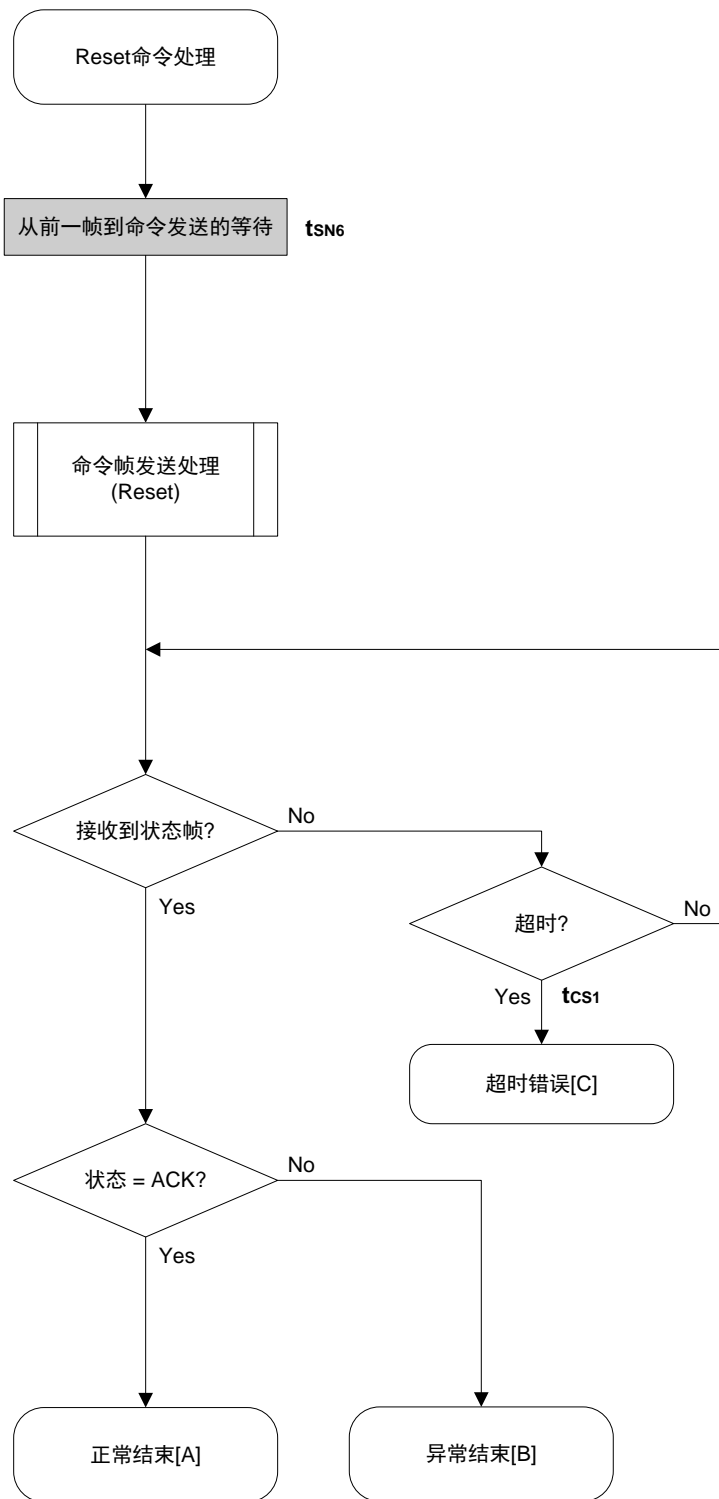 Reset命令处理
从前一帧到命令发送的等待
tSN6
命令帧发送处理
(Reset)
接收到状态帧?
No
Yes
超时?
No
Yes
tCS1
超时错误[C]
状态 = ACK?
No
Yes
正常结束[A]
异常结束[B]